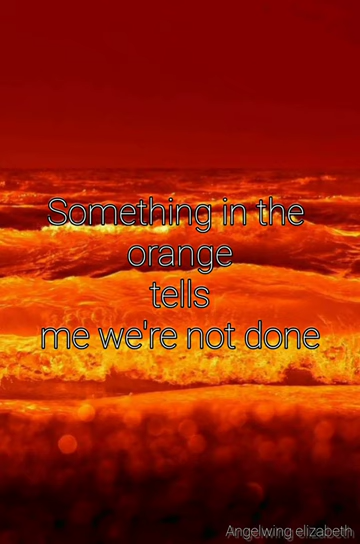 Something in the
orange
tells
me we're not done
Angelwing elizabeth